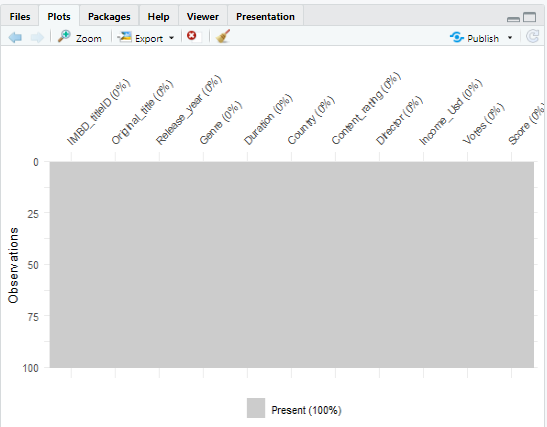 Files Plots Packages Help Viewer Presentation
Zoom Export Publish
IMBD_titleID (0%)
Original_title (0%)
Release_year (0%)
Genre (0%)
Duration (0%)
Country (0%)
Content_rating (0%)
Director (0%)
Income_Usd (0%)
Votes (0%)
Score (0%
0
25
50
75
100
Observations
Present (100%)